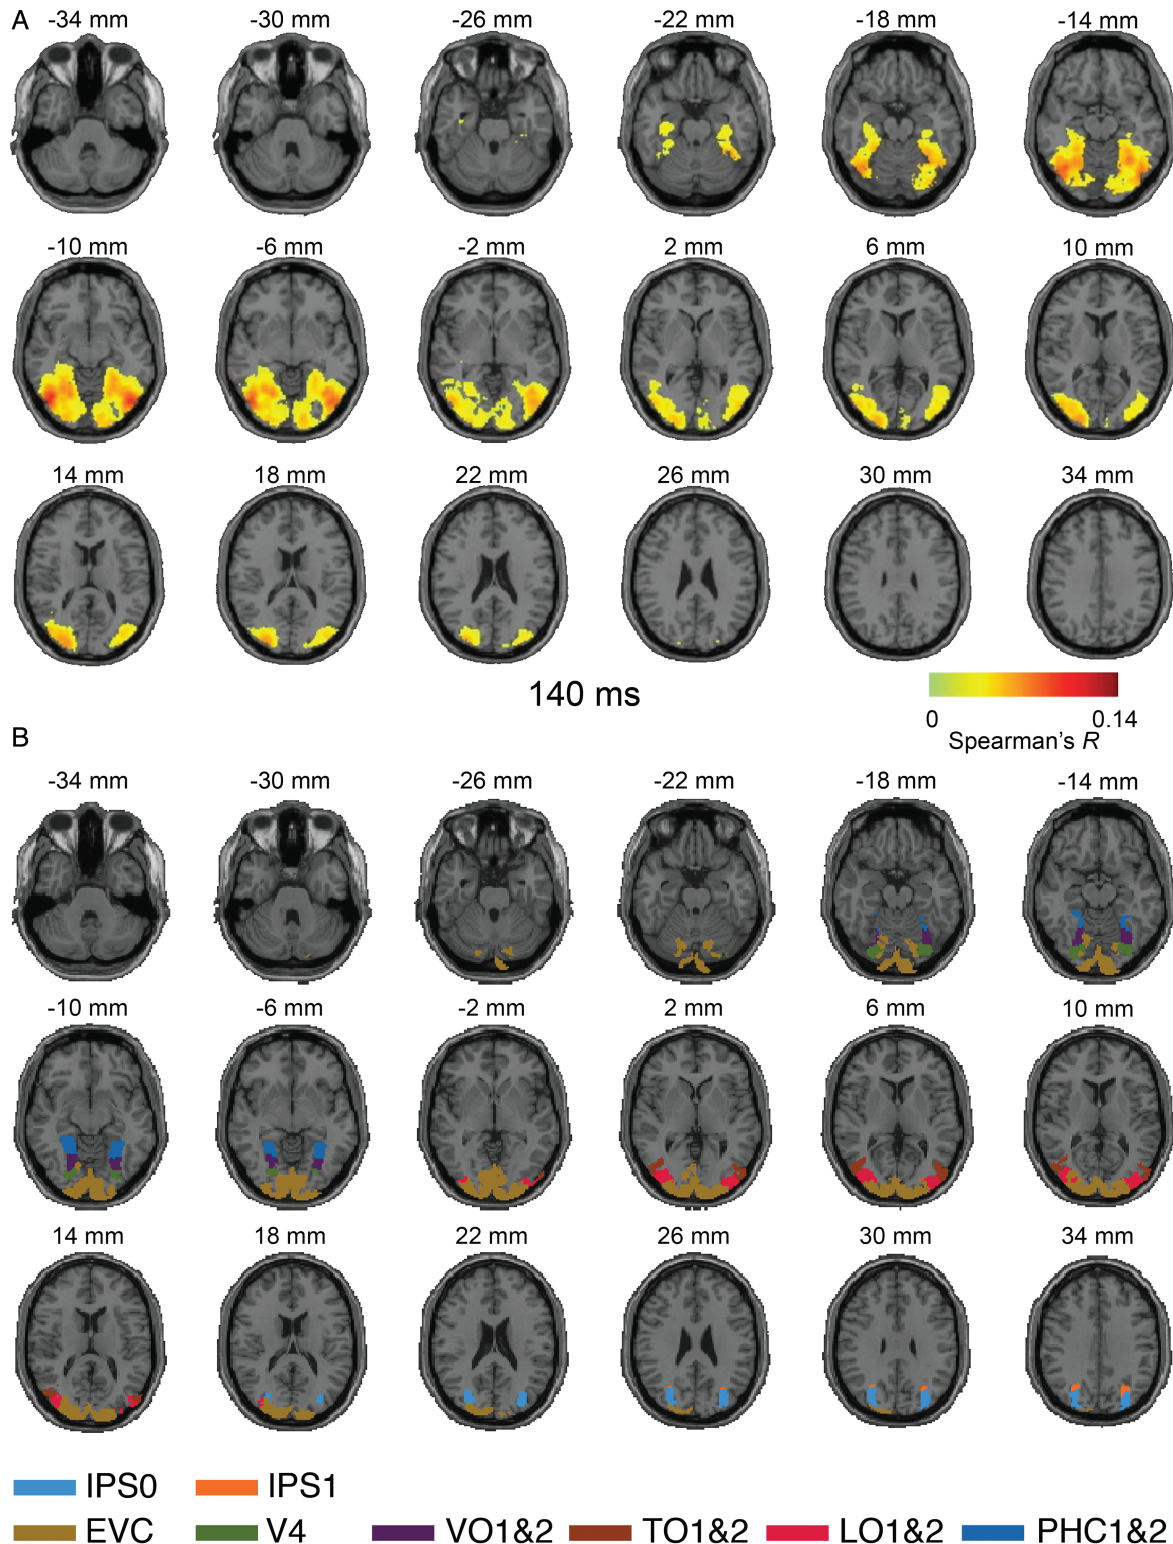 A
-34 mm -30 mm -26 mm -22 mm -18 mm -14 mm
-10 mm -6 mm -2 mm 2 mm 6 mm 10 mm
14 mm 18 mm 22 mm 26 mm 30 mm 34 mm
140 ms
0 0.14
Spearman's R
B
-34 mm -30 mm -26 mm -22 mm -18 mm -14 mm
-10 mm -6 mm -2 mm 2 mm 6 mm 10 mm
14 mm 18 mm 22 mm 26 mm 30 mm 34 mm
IPS0 IPS1
EVC V4 VO1&2 TO1&2 LO1&2 PHC1&2